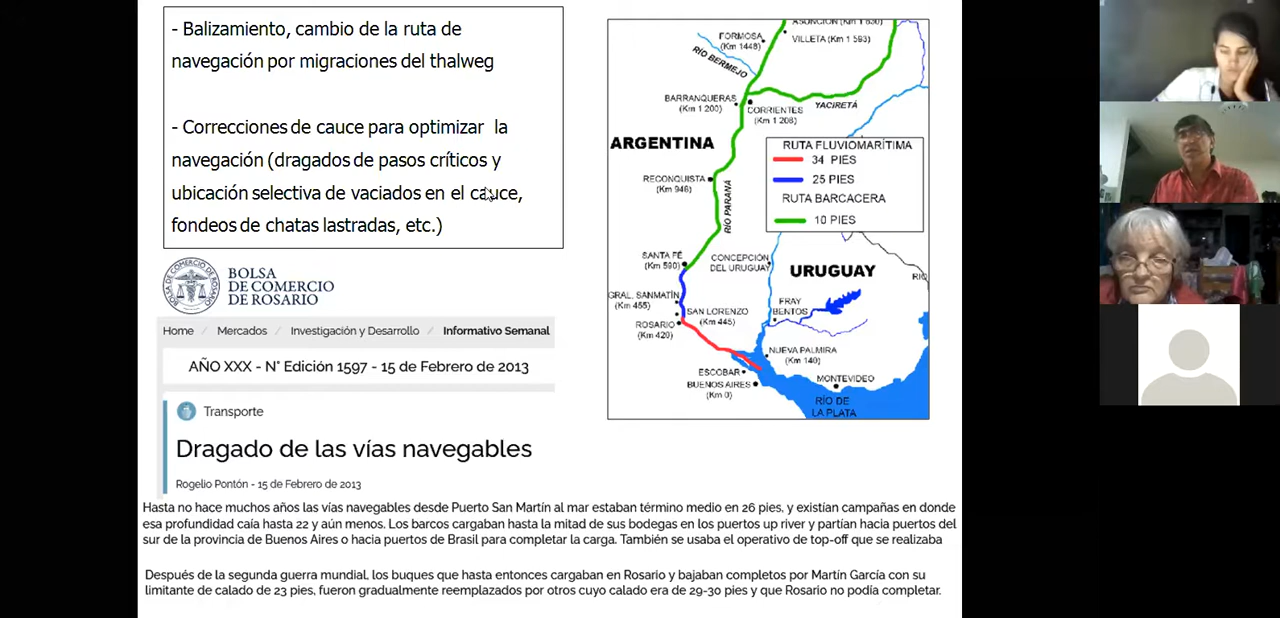 - Balizamiento, cambio de la ruta de
navegación por migraciones del thalweg
- Correcciones de cauce para optimizar la
navegación (dragados de pasos críticos y
ubicación selectiva de vaciados en el cauce,
fondeos de chatas lastradas, etc.)
BOLSA
DE COMERCIO
DE ROSARIO
Home / Mercados / Investigación y Desarrollo / Informativo Semanal
AÑO XXX - N° Edición 1597 - 15 de Febrero de 2013
Transporte
Dragado de las vías navegables
Rogelio Pontón - 15 de Febrero de 2013
ASUNCION (Km 1 630)
FORMOSA
(Km 1448)
VILLETA (Km 1 593)
RÍO BERMEJO
BARRANQUERAS
(Km 1 200)
CORRIENTES
(Km 1 208)
YACIRETÁ
ARGENTINA
RUTA FLUVIOMARÍTIMA
34 PIES
25 PIES
RUTA BARCACERA
10 PIES
RECONQUISTA
(Km 946)
RÍO PARANÁ
SANTA FÉ
(Km 590)
CONCEPCIÓN
DEL URUGUAY
URUGUAY
RIO
GRAL. SANMATÍN
(Km 455)
SAN LORENZO
(Km 445)
FRAY
BENTOS
ROSARIO
(Km 420)
NUEVA PALMIRA
(Km 140)
ESCOBAR
BUENOS AIRES
(Km 0)
MONTEVIDEO
RÍO DE
LA PLATA
Hasta no hace muchos años las vías navegables desde Puerto San Martín al mar estaban término medio en 26 pies, y existían campañas en donde
esa profundidad caía hasta 22 y aún menos. Los barcos cargaban hasta la mitad de sus bodegas en los puertos up river y partían hacia puertos del
sur de la provincia de Buenos Aires o hacia puertos de Brasil para completar la carga. También se usaba el operativo de top-off que se realizaba
Después de la segunda guerra mundial, los buques que hasta entonces cargaban en Rosario y bajaban completos por Martín García con su
limitante de calado de 23 pies, fueron gradualmente reemplazados por otros cuyo calado era de 29-30 pies y que Rosario no podía completar.